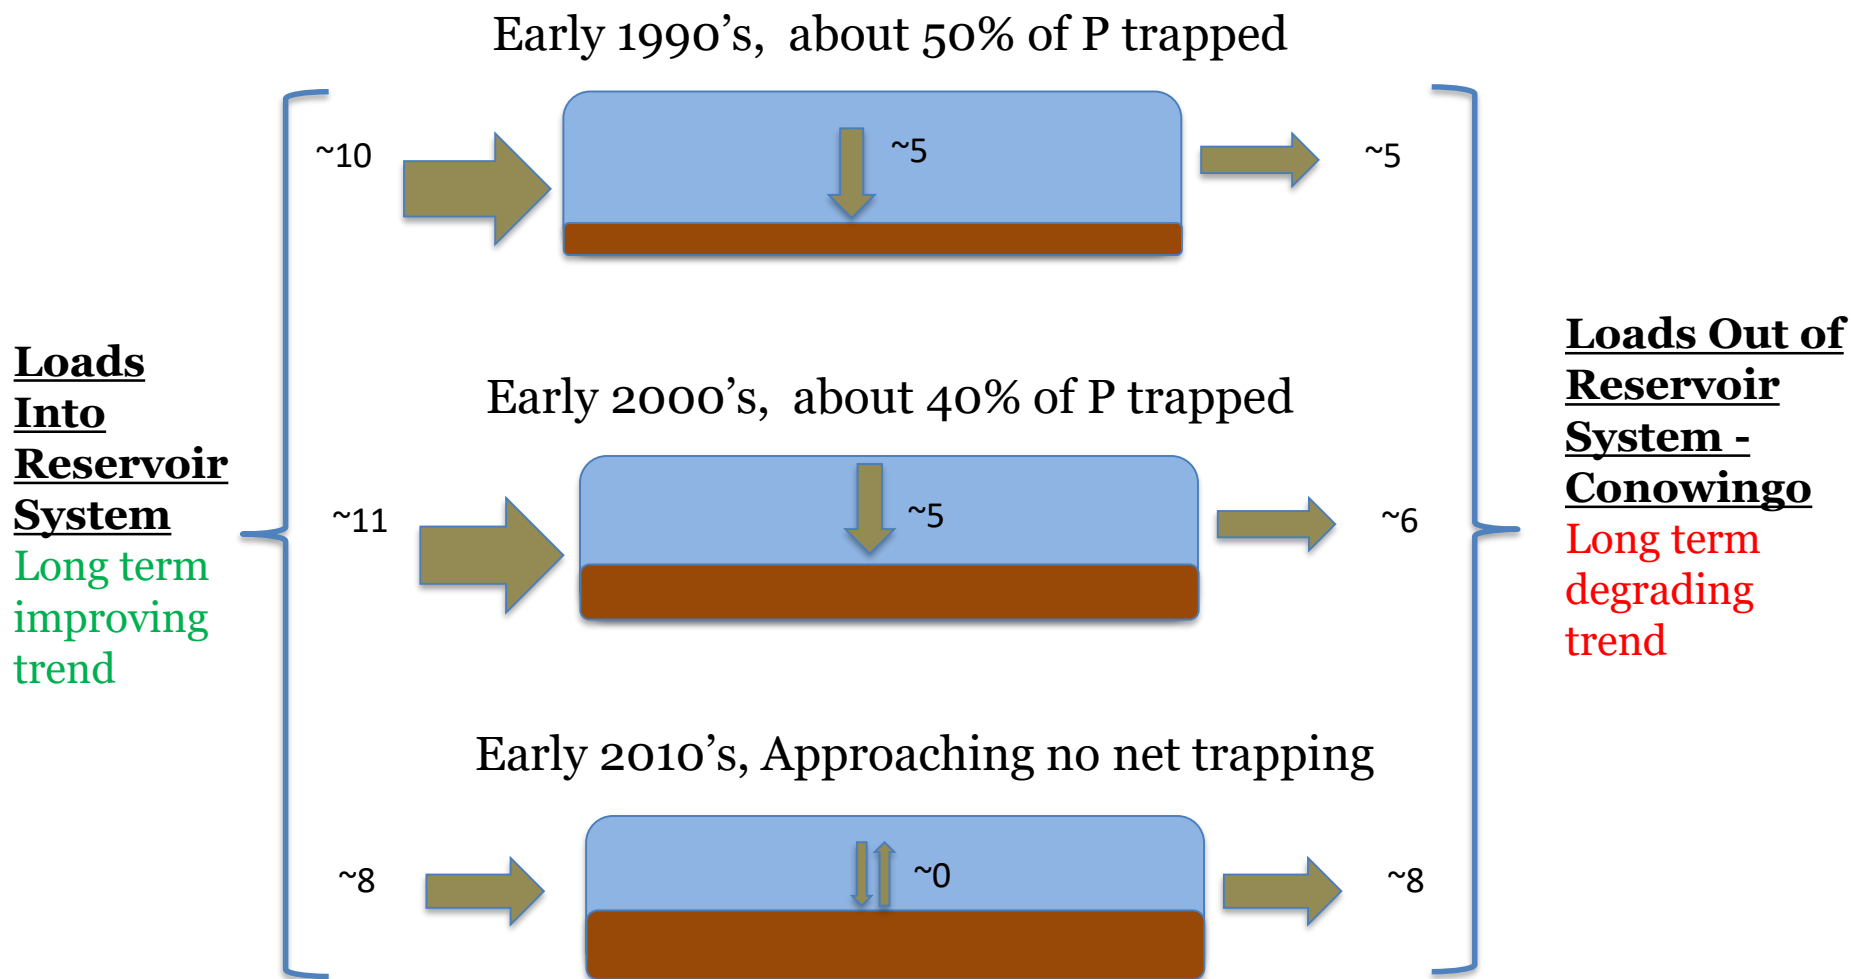 Early 1990’s,  about 50% of P trapped
~10
~5
~5
Loads
Into
Reservoir
System
Long term
improving
trend
Early 2000’s,  about 40% of P trapped
~11
~5
~6
Loads Out of
Reservoir
System -
Conowingo
Long term
degrading
trend
Early 2010’s, Approaching no net trapping
~8
~0
~8